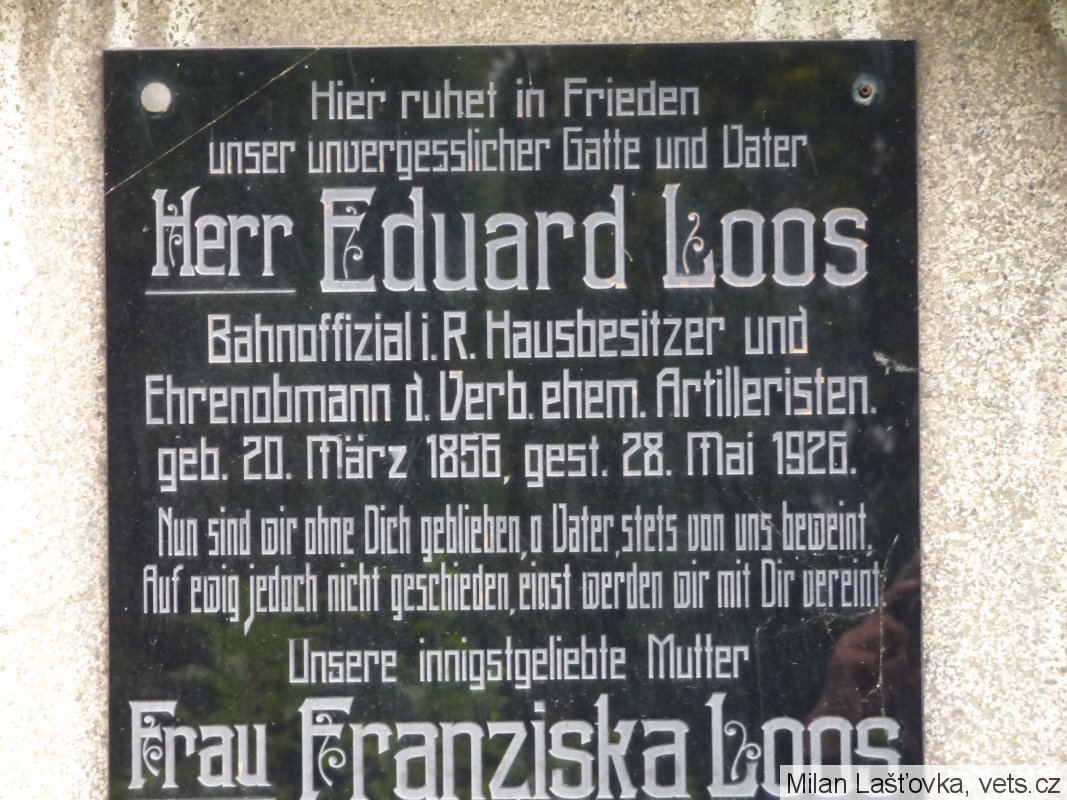 Hier ruhet in Frieden
unser unvergesslicher Gatte und Vater
Herr Eduard Loos
Bahnoffizial i. R. Hausbesitzer und
Ehrenobmann d. Verb. ehem. Artilleristen.
geb. 20. März 1856, gest. 28. Mai 1926.
Nun sind wir ohne Dich geblieben, o Vater, stets von uns beweint.
Auf ewig jedoch nicht geschieden, einst werden wir mit Dir vereint
Unsere innigstgeliebte Mutter
Frau Franziska Loos
Milan Lašťovka, vets.cz